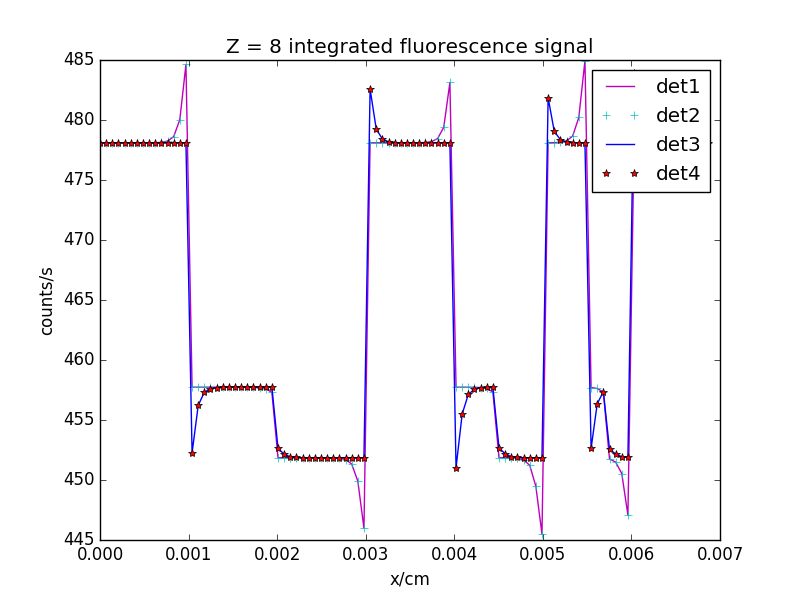 Z = 8 integrated fluorescence signal
485
480
475
470
465
460
455
450
445
counts/s
det1
det2
det3
det4
0.000 0.001 0.002 0.003 0.004 0.005 0.006 0.007
x/cm